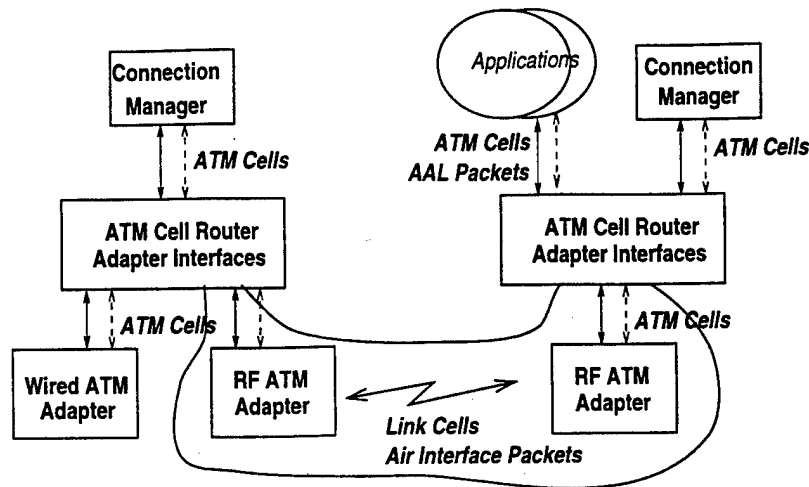 Connection
Manager
ATM Cells
ATM Cell Router
Adapter Interfaces
ATM Cells
Wired ATM
Adapter
RF ATM
Adapter
Applications
Connection
Manager
ATM Cells
AAL Packets
ATM Cells
ATM Cell Router
Adapter Interfaces
ATM Cells
RF ATM
Adapter
Link Cells
Air Interface Packets